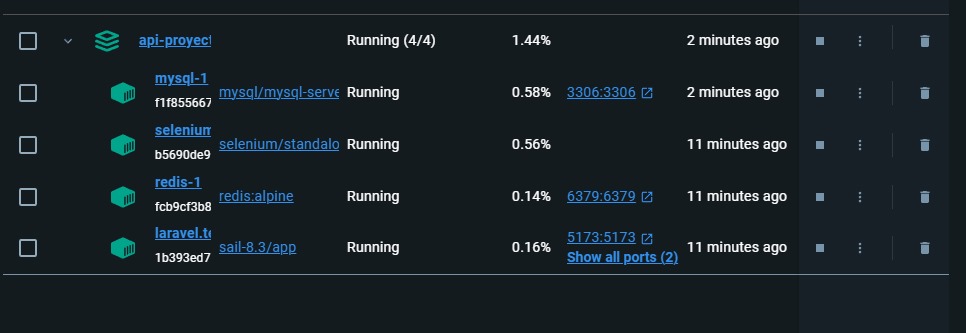 api-proyect Running (4/4) 1.44% 2 minutes ago
mysql-1
f1f855667 mysql/mysql-serve Running 0.58% 3306:3306 2 minutes ago
selenium
b5690de9 selenium/standalo Running 0.56% 11 minutes ago
redis-1
fcb9cf3b8 redis:alpine Running 0.14% 6379:6379 11 minutes ago
laravel.te
1b393ed7 sail-8.3/app Running 0.16% 5173:5173 11 minutes ago
Show all ports (2)